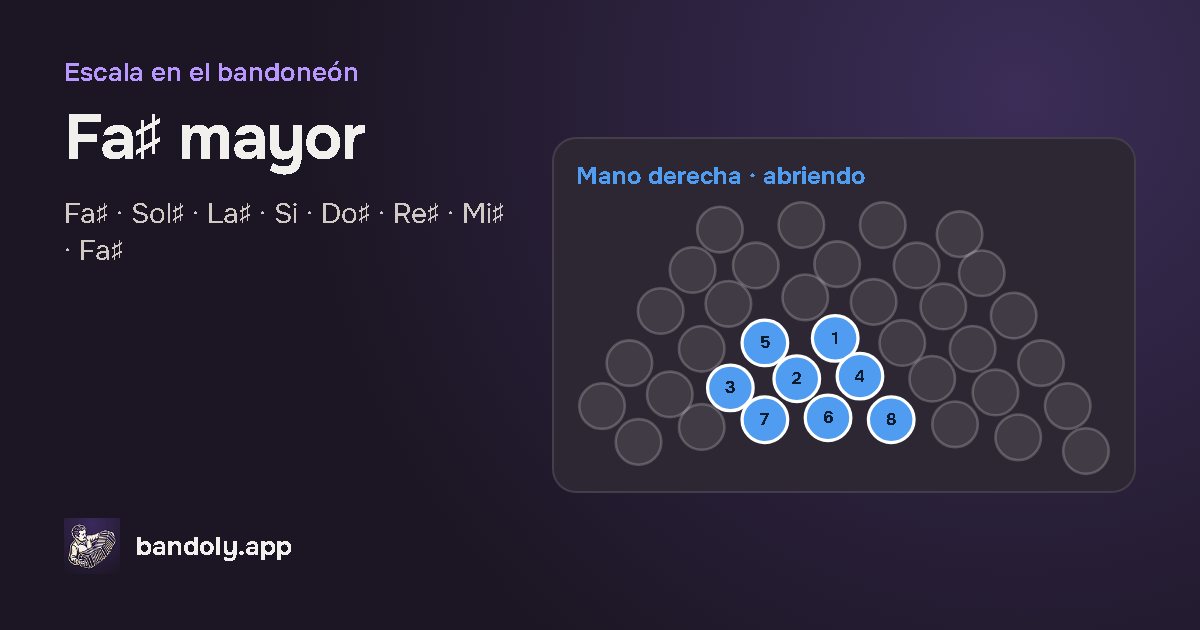 Escala en el bandoneón
Fa♯ mayor
Fa♯ · Sol♯ · La♯ · Si · Do♯ · Re♯ · Mi♯
· Fa♯
Mano derecha · abriendo
5 1
3 2 4
7 6 8
bandoly.app